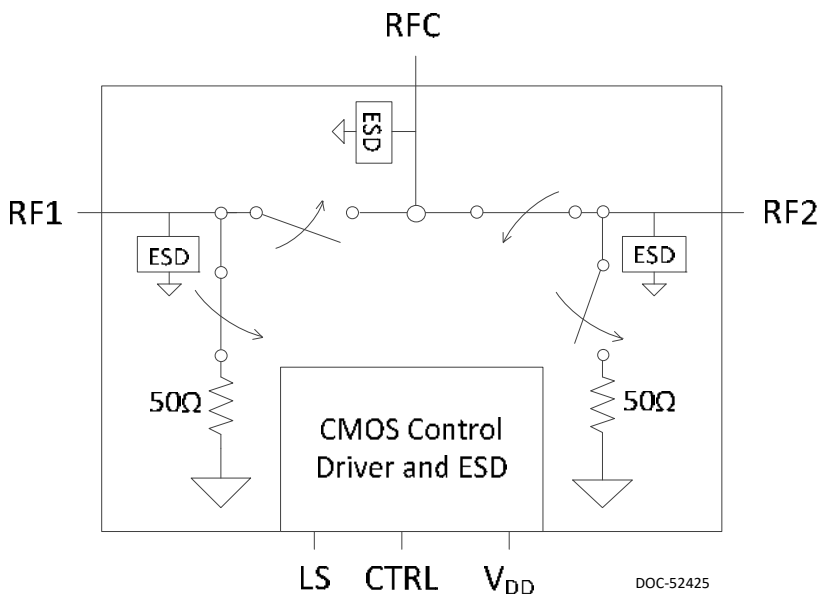 RFC
ESD
RF1
RF2
ESD
ESD
50Ω
50Ω
CMOS Control
Driver and ESD
LS CTRL VDD
DOC-52425